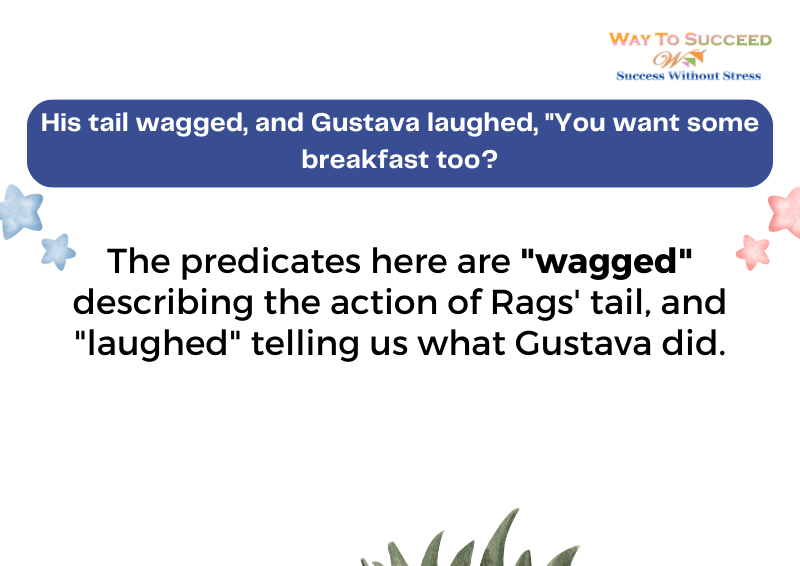 WAY TO SUCCEED
Success Without Stress
His tail wagged, and Gustava laughed, "You want some
breakfast too?
The predicates here are "wagged"
describing the action of Rags' tail, and
"laughed" telling us what Gustava did.